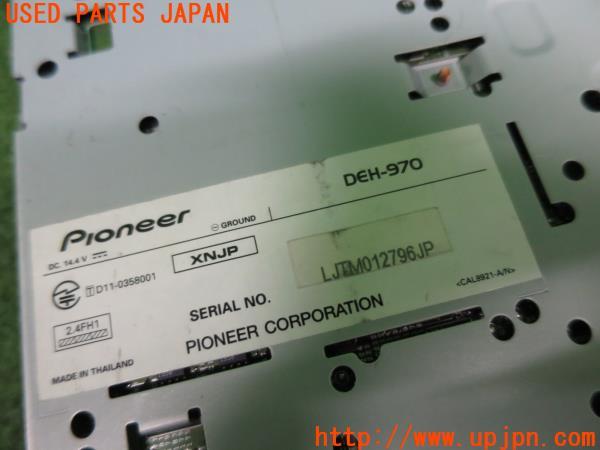 USED PARTS JAPAN
Pioneer
DEH-970
DC 14.4 V
⊖ GROUND
XNJP
T D11-0358001
2.4FH1
SERIAL NO.
LJTM012796JP
<CAL8921-A/N>
PIONEER CORPORATION
MADE IN THAILAND
http://www.upjpn.com